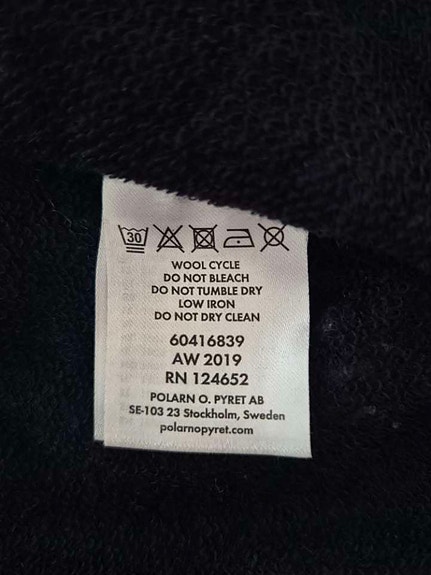 30
WOOL CYCLE
DO NOT BLEACH
DO NOT TUMBLE DRY
LOW IRON
DO NOT DRY CLEAN
60416839
AW 2019
RN 124652
POLARN O. PYRET AB
SE-103 23 Stockholm, Sweden
polarnopyret.com